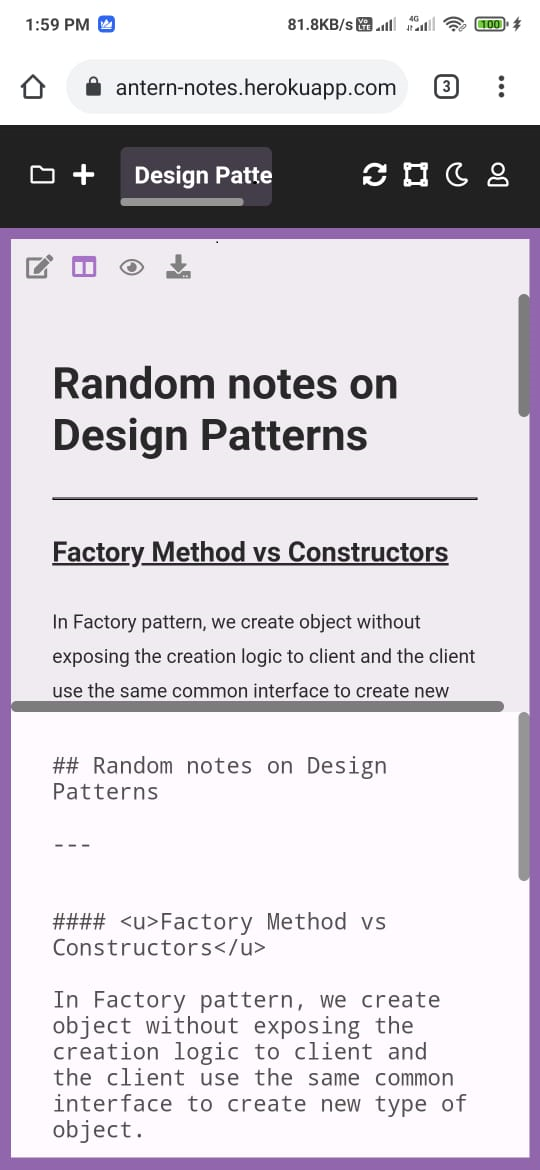 1:59 PM
81.8KB/s
Vo LTE
4G
100
antern-notes.herokuapp.com
3
Design Patte
Random notes on
Design Patterns
Factory Method vs Constructors
In Factory pattern, we create object without
exposing the creation logic to client and the client
use the same common interface to create new
## Random notes on Design
Patterns
---
#### <u>Factory Method vs
Constructors</u>
In Factory pattern, we create
object without exposing the
creation logic to client and
the client use the same common
interface to create new type of
object.